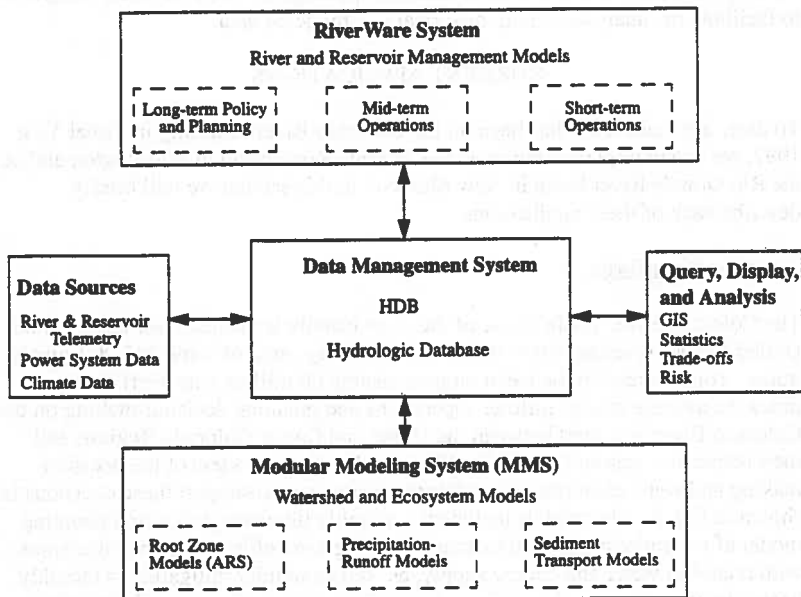 RiverWare System
River and Reservoir Management Models
Long-term Policy
and Planning
Mid-term
Operations
Short-term
Operations
Data Sources
River & Reservoir
Telemetry
Power System Data
Climate Data
Data Management System
HDB
Hydrologic Database
Query, Display,
and Analysis
GIS
Statistics
Trade-offs
Risk
Modular Modeling System (MMS)
Watershed and Ecosystem Models
Root Zone
Models (ARS)
Precipitation-
Runoff Models
Sediment
Transport Models